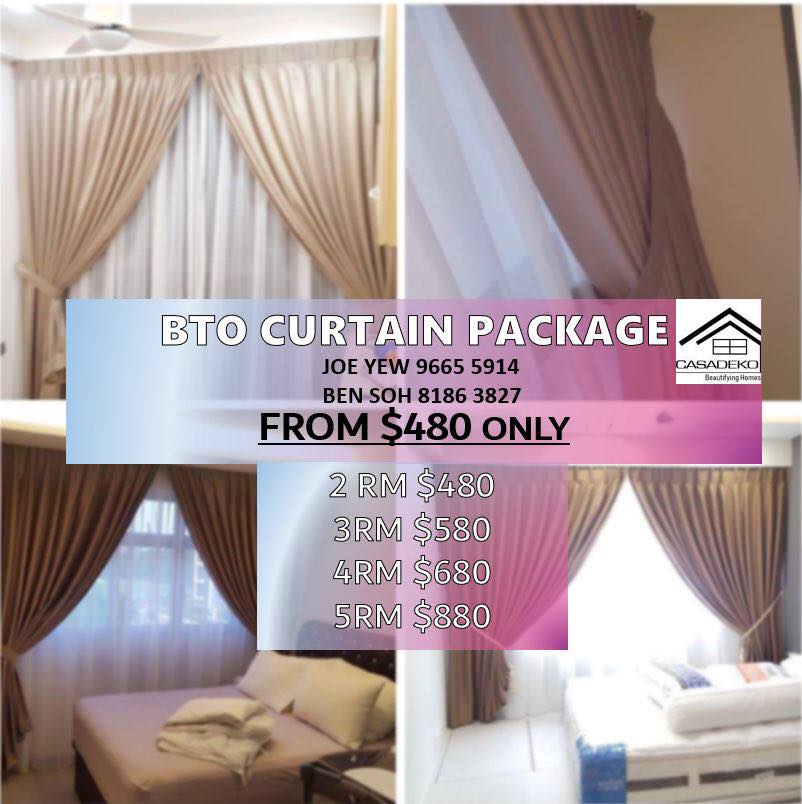 BTO CURTAIN PACKAGE
JOE YEW 9665 5914
BEN SOH 8186 3827
FROM $480 ONLY
CASADEKO
Beautifying Homes
2 RM $480
3RM $580
4RM $680
5RM $880